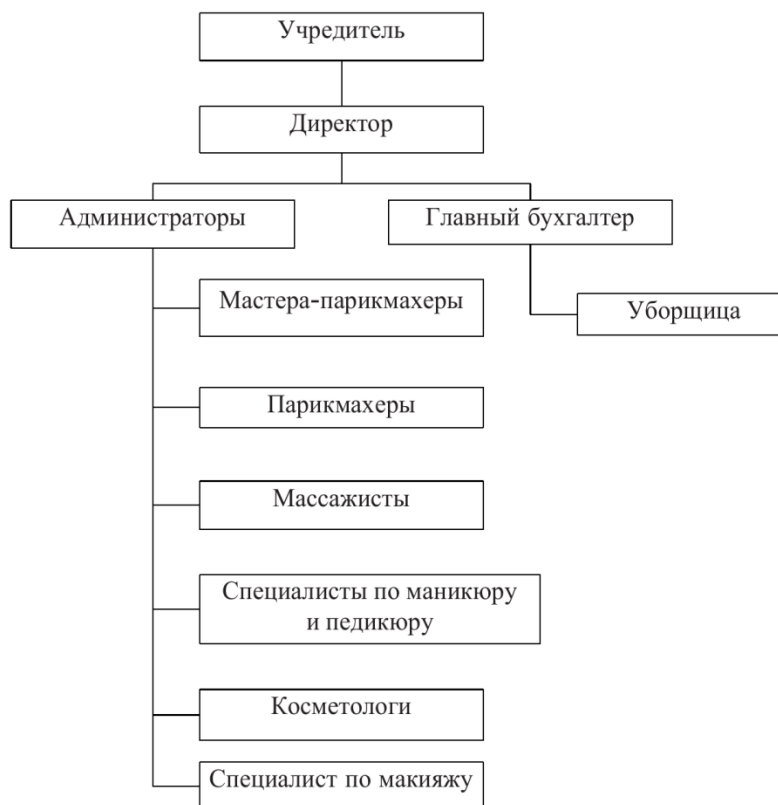 Учредитель
Директор
Администраторы
Главный бухгалтер
Мастера-парикмахеры
Уборщица
Парикмахеры
Массажисты
Специалисты по маникюру
и педикюру
Косметологи
Специалист по макияжу